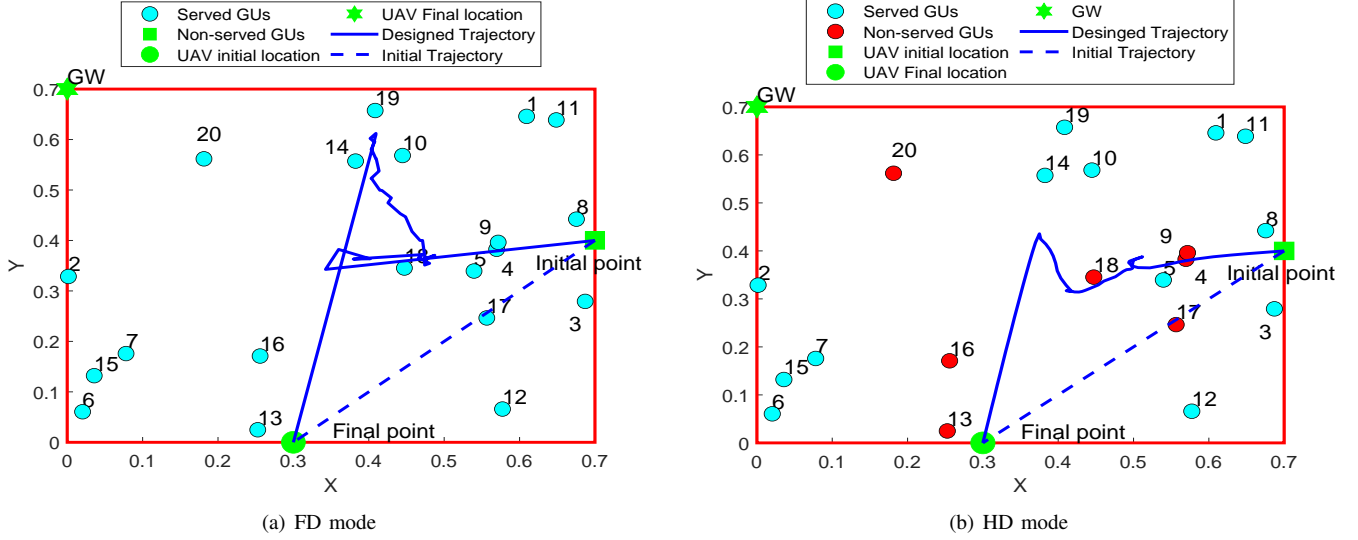 Served GUs
UAV Final location
Non-served GUs
Designed Trajectory
UAV initial location
Initial Trajectory
GW
0.7
0.6
0.5
0.4
0.3
0.2
0.1
0
Y
19
1
11
20
14
10
8
9
18
5
4
Initial point
2
17
3
7
16
15
6
13
12
Final point
0
0.1
0.2
0.3
0.4
0.5
0.6
0.7
X
(a) FD mode
Served GUs
GW
Non-served GUs
Desinged Trajectory
UAV initial location
Initial Trajectory
UAV Final location
GW
0.7
0.6
0.5
0.4
0.3
0.2
0.1
0
Y
19
1
11
20
14
10
8
9
18
5
4
Initial point
2
17
3
7
16
15
6
13
12
Final point
0
0.1
0.2
0.3
0.4
0.5
0.6
0.7
X
(b) HD mode